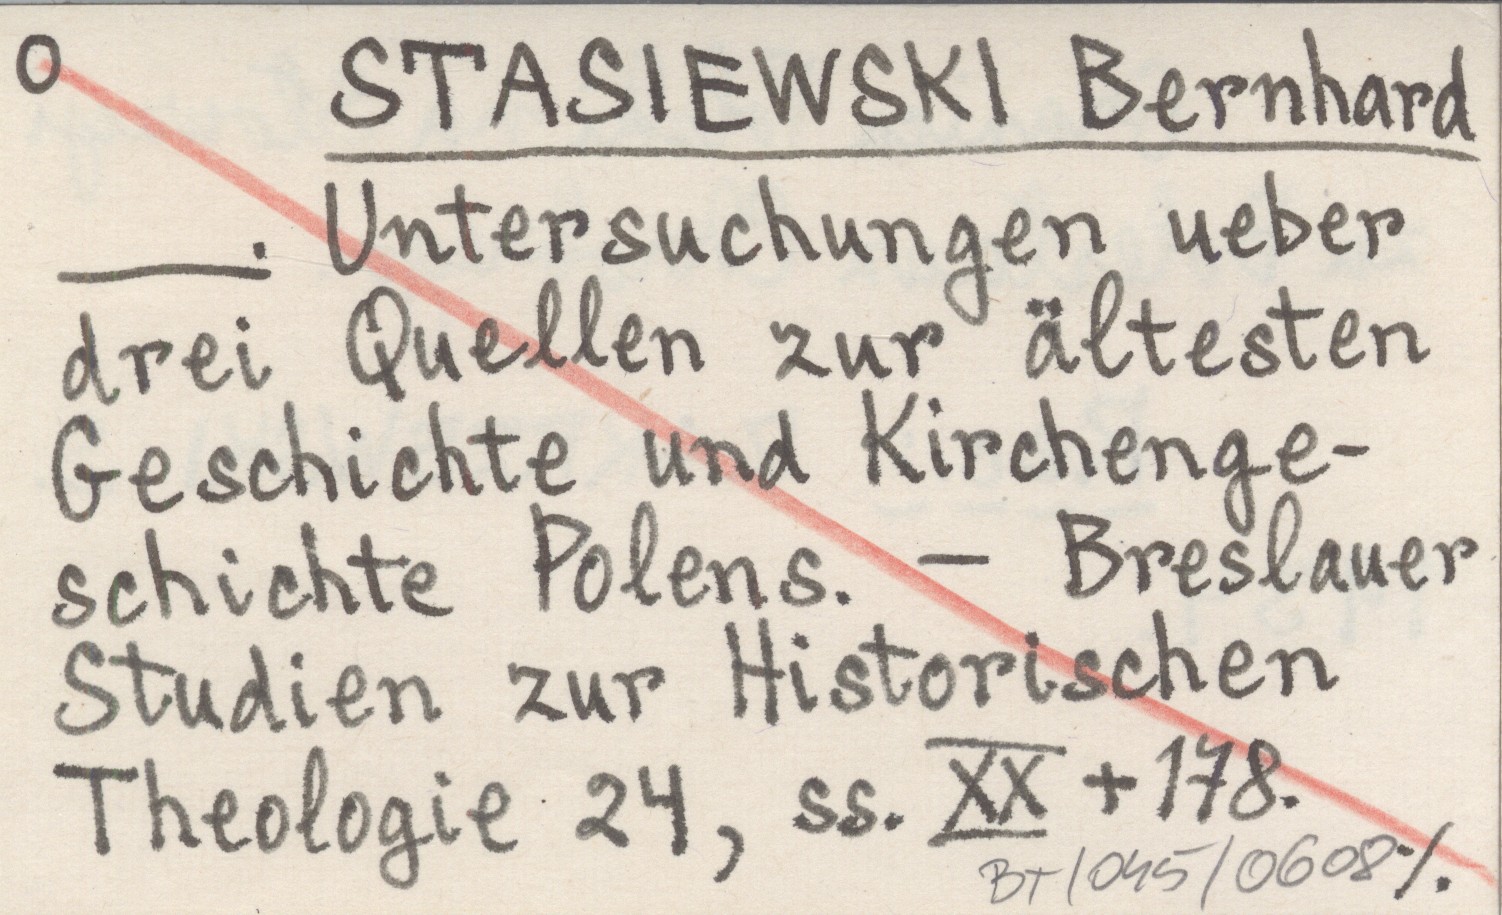 O STASIEWSKI Bernhard
____. Untersuchungen ueber
drei Quellen zur ältesten
Geschichte und Kirchenge-
schichte Polens. — Breslauer
Studien zur Historischen
Theologie 24, ss. XX + 178.
BT/045/0608 ./.